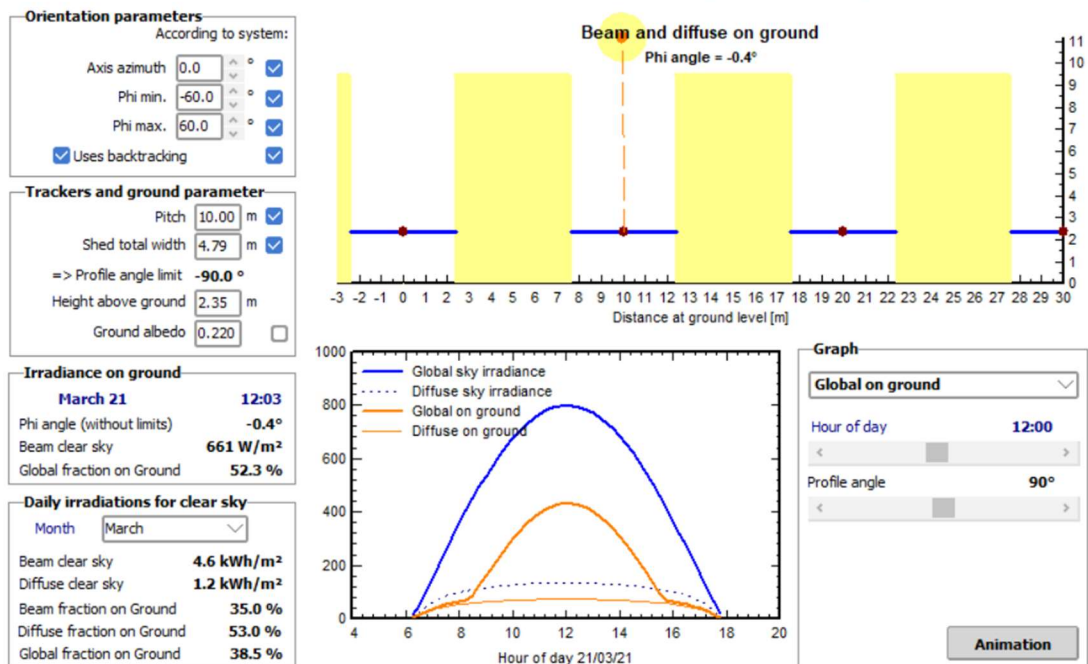 Orientation parameters
According to system:
Axis azimuth 0.0 °
Phi min. -60.0 °
Phi max. 60.0 °
Uses backtracking
Trackers and ground parameter
Pitch 10.00 m
Shed total width 4.79 m
=> Profile angle limit -90.0 °
Height above ground 2.35 m
Ground albedo 0.220
Irradiance on ground
March 21 12:03
Phi angle (without limits) -0.4°
Beam clear sky 661 W/m²
Global fraction on Ground 52.3 %
Daily irradiations for clear sky
Month March
Beam clear sky 4.6 kWh/m²
Diffuse clear sky 1.2 kWh/m²
Beam fraction on Ground 35.0 %
Diffuse fraction on Ground 53.0 %
Global fraction on Ground 38.5 %
Beam and diffuse on ground
Phi angle = -0.4°
11
10
9
8
7
6
5
4
3
2
1
0
-3 -2 -1 0 1 2 3 4 5 6 7 8 9 10 11 12 13 14 15 16 17 18 19 20 21 22 23 24 25 26 27 28 29 30
Distance at ground level [m]
1000
800
600
400
200
0
Global sky irradiance
Diffuse sky irradiance
Global on ground
Diffuse on ground
4 6 8 10 12 14 16 18 20
Hour of day 21/03/21
Graph
Global on ground
Hour of day 12:00
Profile angle 90°
Animation